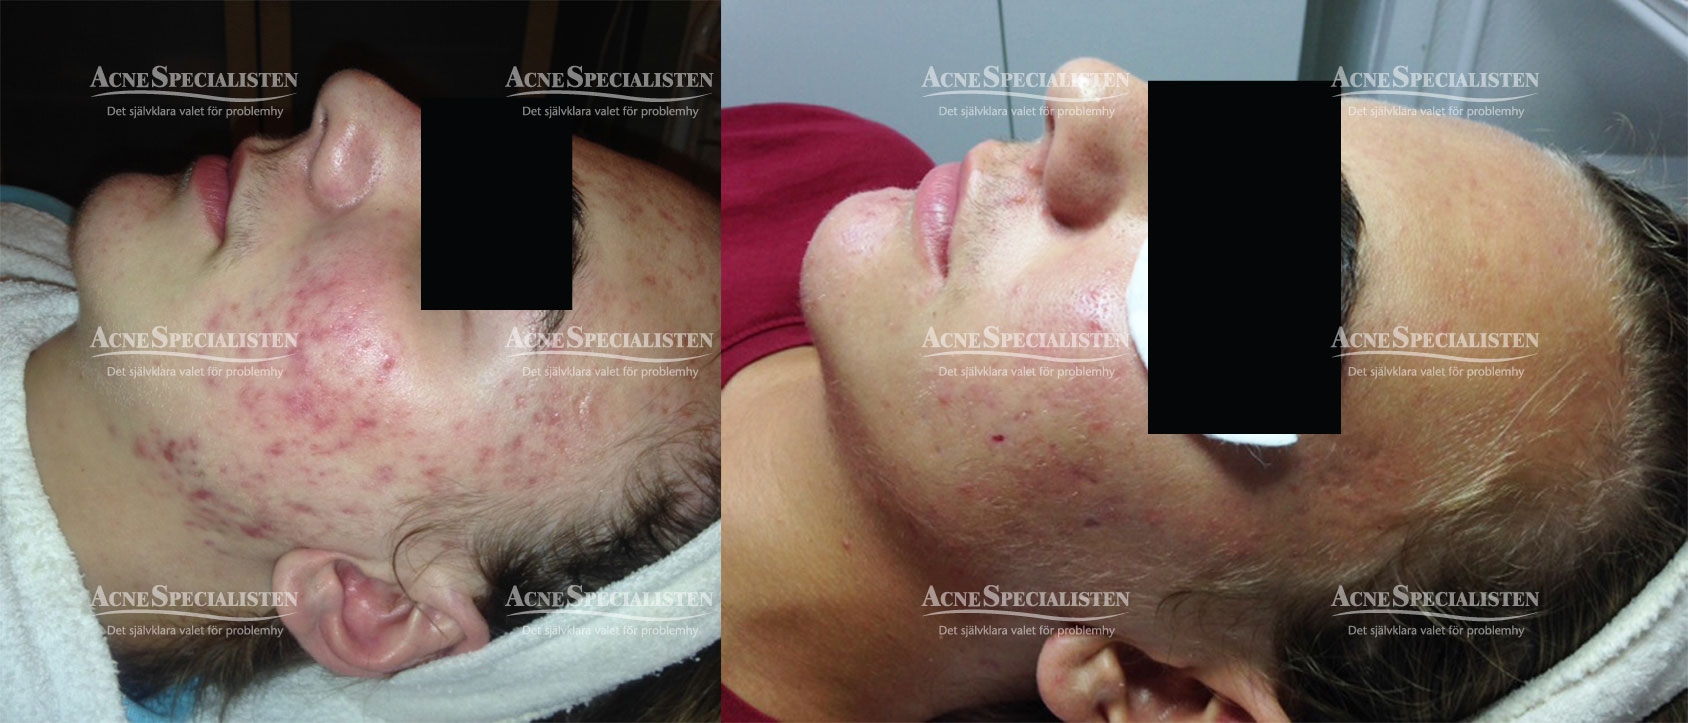 ACNESPECIALISTEN ACNESPECIALISTEN ACNESPECIALISTEN ACNESPECIALISTEN
Det självklara valet för problemhy Det självklara valet för problemhy Det självklara valet för problemhy Det självklara valet för problemhy
ACNESPECIALISTEN ACNESPECIALISTEN ACNESPECIALISTEN ACNESPECIALISTEN
Det självklara valet för problemhy Det självklara valet för problemhy Det självklara valet för problemhy Det självklara valet för problemhy
ACNESPECIALISTEN ACNESPECIALISTEN ACNESPECIALISTEN ACNESPECIALISTEN
Det självklara valet för problemhy Det självklara valet för problemhy Det självklara valet för problemhy Det självklara valet för problemhy